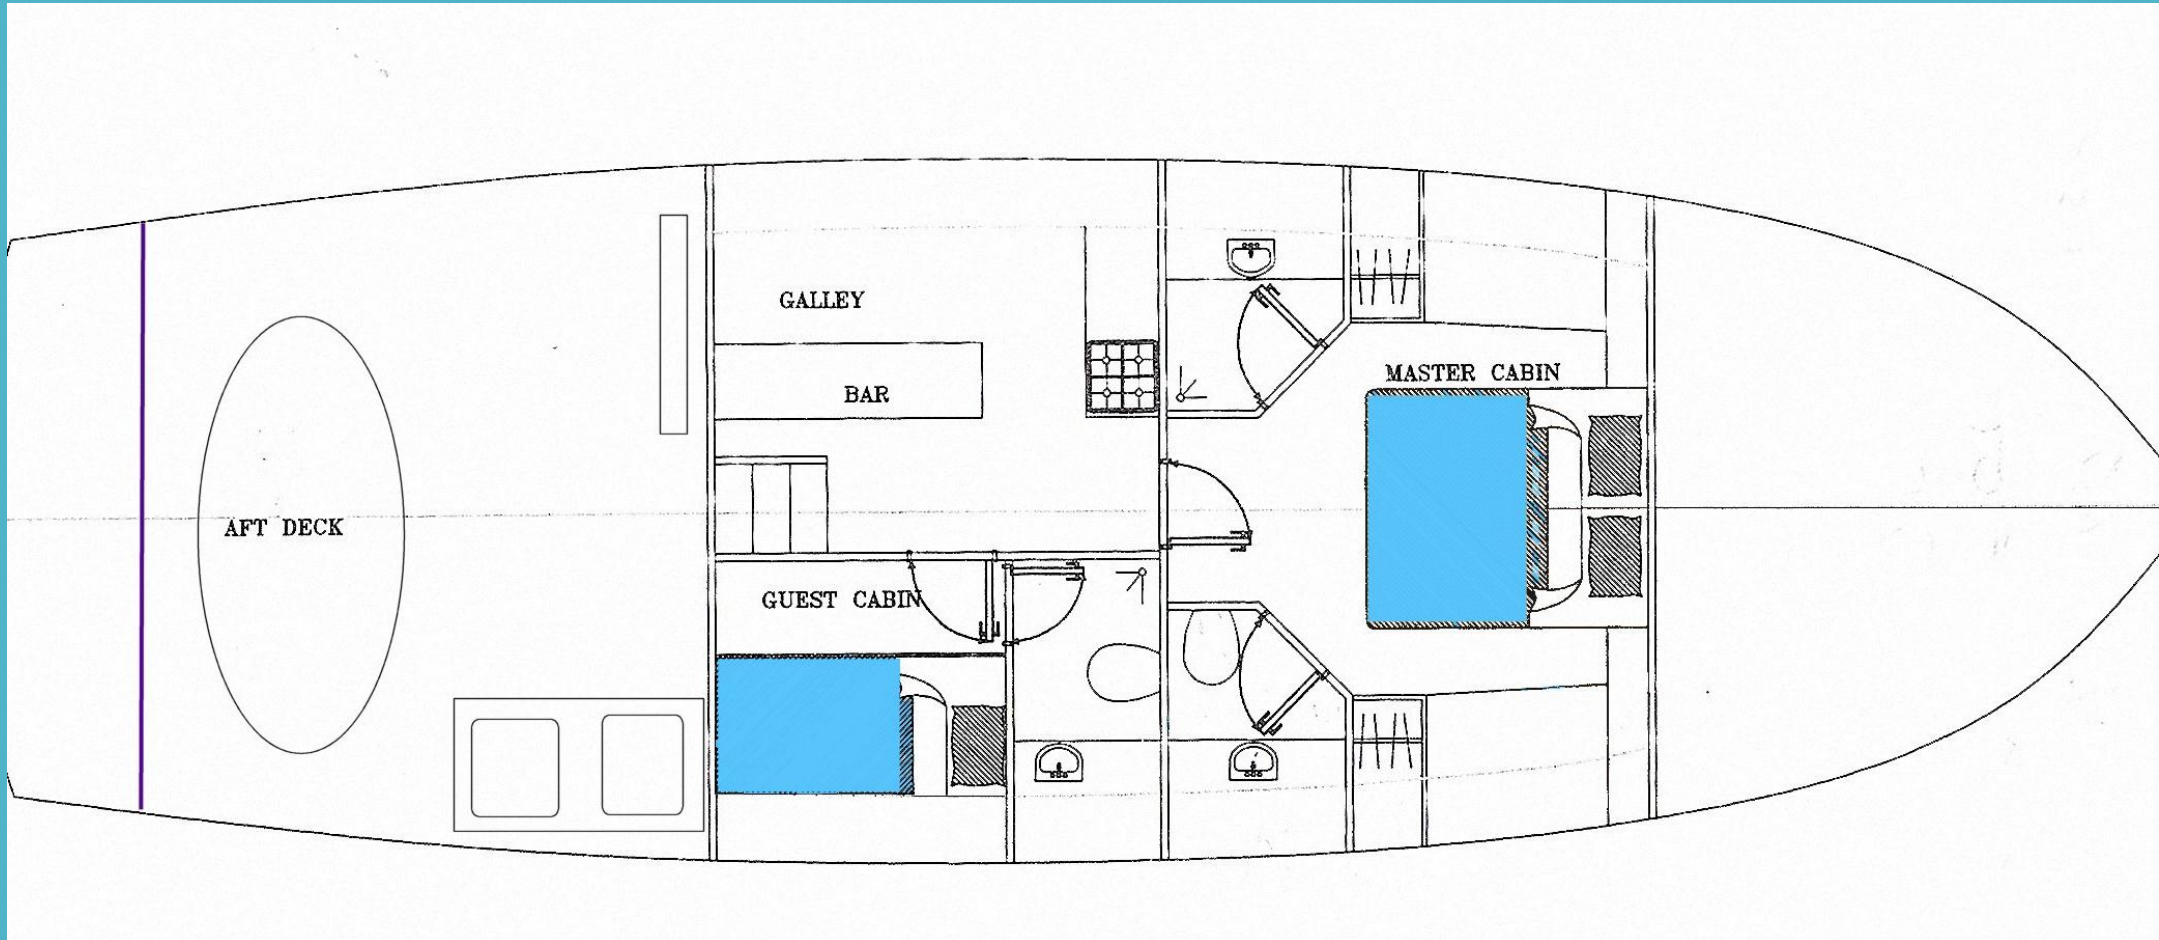 GALLEY
BAR
MASTER CABIN
AFT DECK
GUEST CABIN